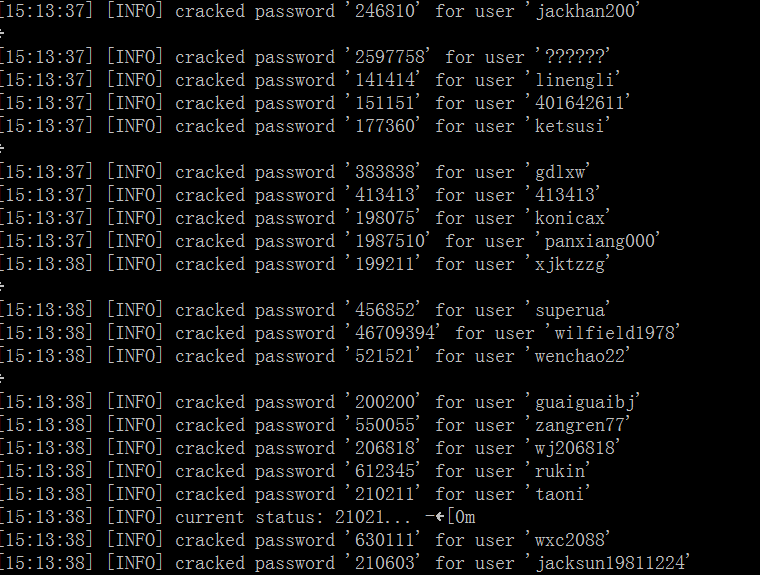 [15:13:37] [INFO] cracked password '246810' for user 'jackhan200'
←
[15:13:37] [INFO] cracked password '2597758' for user '??????'
[15:13:37] [INFO] cracked password '141414' for user 'linengli'
[15:13:37] [INFO] cracked password '151151' for user '401642611'
[15:13:37] [INFO] cracked password '177360' for user 'ketsusi'
←
[15:13:37] [INFO] cracked password '383838' for user 'gdlxw'
[15:13:37] [INFO] cracked password '413413' for user '413413'
[15:13:37] [INFO] cracked password '198075' for user 'konicax'
[15:13:37] [INFO] cracked password '1987510' for user 'panxiang000'
[15:13:38] [INFO] cracked password '199211' for user 'xjktzzg'
←
[15:13:38] [INFO] cracked password '456852' for user 'superua'
[15:13:38] [INFO] cracked password '46709394' for user 'wilfield1978'
[15:13:38] [INFO] cracked password '521521' for user 'wenchao22'
←
[15:13:38] [INFO] cracked password '200200' for user 'guaiguaibj'
[15:13:38] [INFO] cracked password '550055' for user 'zangren77'
[15:13:38] [INFO] cracked password '206818' for user 'wj206818'
[15:13:38] [INFO] cracked password '612345' for user 'rukin'
[15:13:38] [INFO] cracked password '210211' for user 'taoni'
[15:13:38] [INFO] current status: 21021... -←[0m
[15:13:38] [INFO] cracked password '630111' for user 'wxc2088'
[15:13:38] [INFO] cracked password '210603' for user 'jacksun19811224'